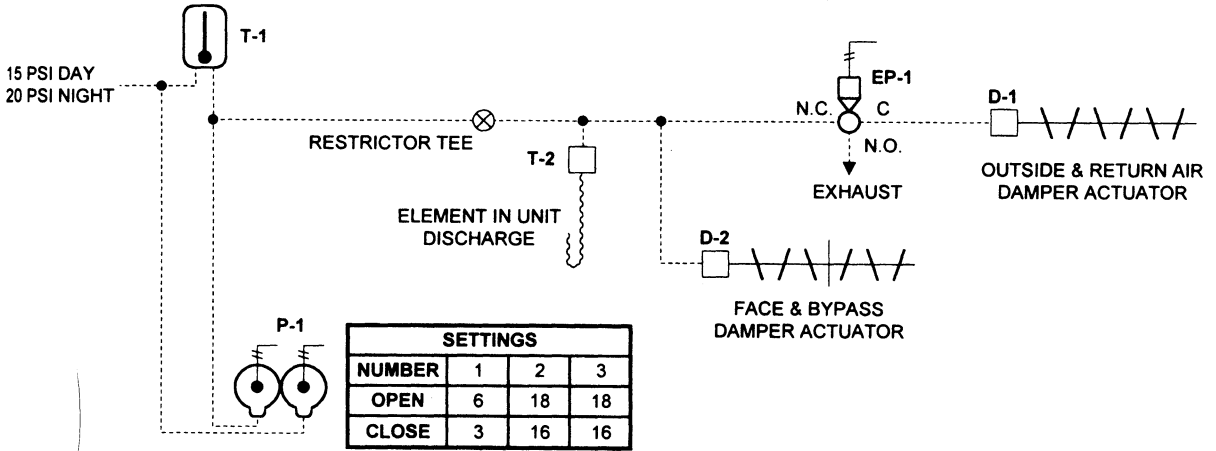 T-1
15 PSI DAY
20 PSI NIGHT
EP-1
N.C.
C
D-1
RESTRICTOR TEE
T-2
N.O.
EXHAUST
OUTSIDE & RETURN AIR
DAMPER ACTUATOR
ELEMENT IN UNIT
DISCHARGE
D-2
FACE & BYPASS
DAMPER ACTUATOR
P-1
SETTINGS
NUMBER 1 2 3
OPEN 6 18 18
CLOSE 3 16 16